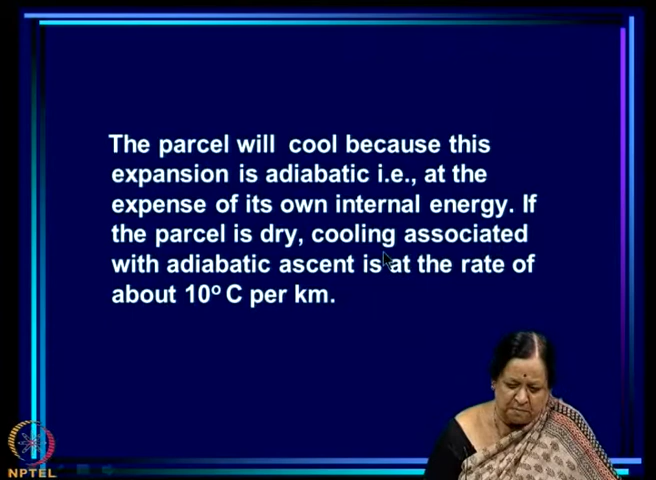 The parcel will cool because this
expansion is adiabatic i.e., at the
expense of its own internal energy. If
the parcel is dry, cooling associated
with adiabatic ascent is at the rate of
about 10º C per km.
NPTEL